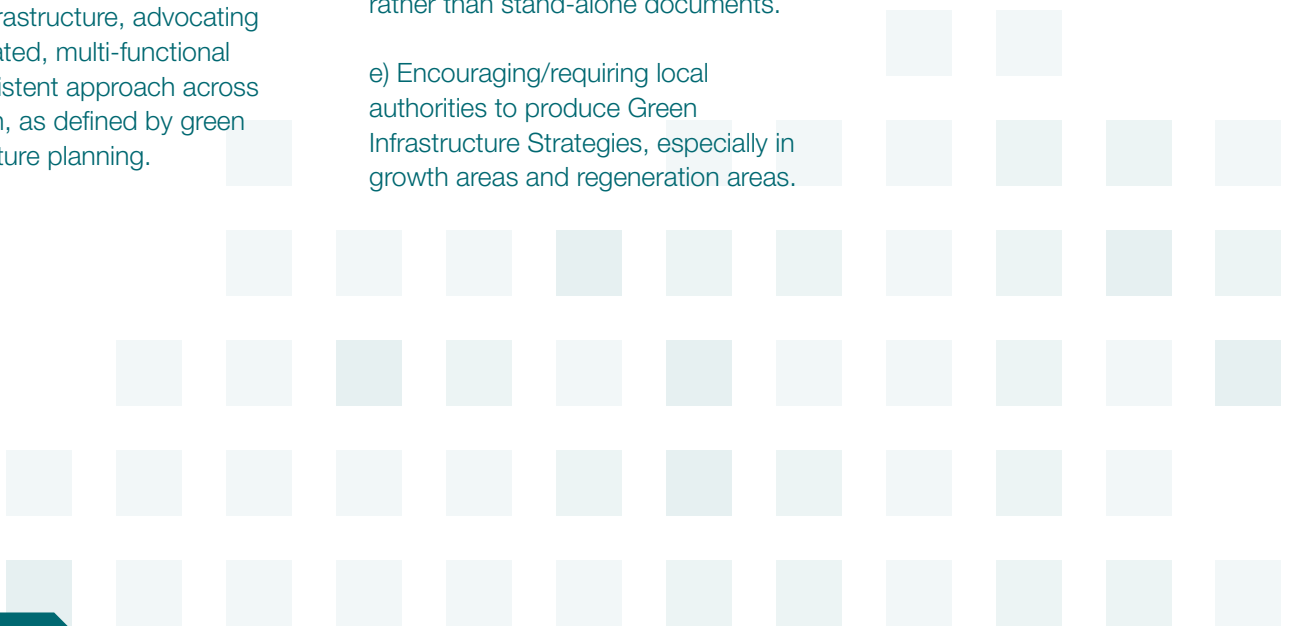 rastructure, advocating
ated, multi-functional
istent approach across
n, as defined by green
ture planning.
rather than stand-alone documents.
e) Encouraging/requiring local
authorities to produce Green
Infrastructure Strategies, especially in
growth areas and regeneration areas.